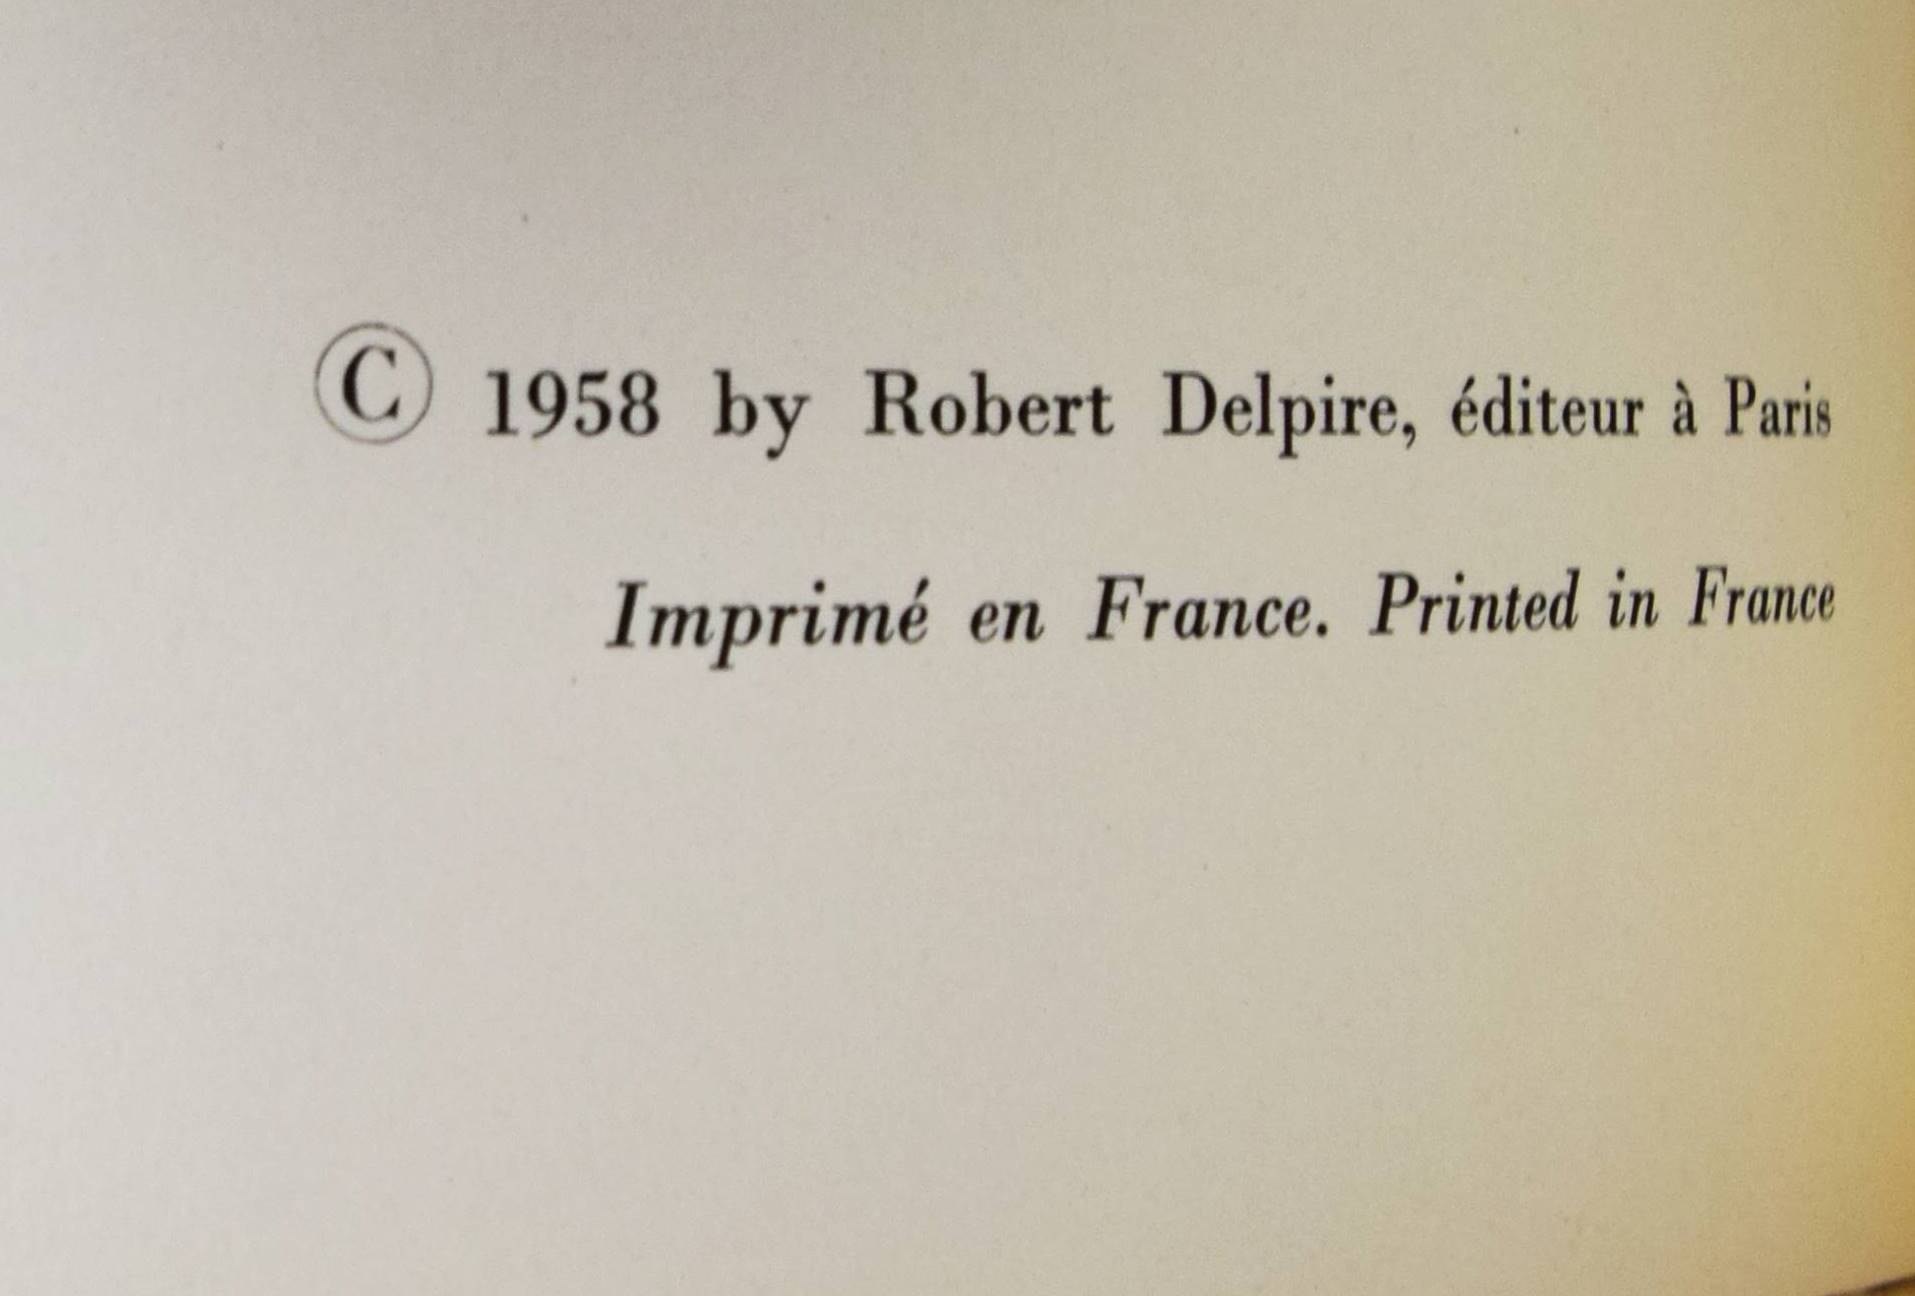 © 1958 by Robert Delpire, éditeur à Paris
Imprimé en France. Printed in France